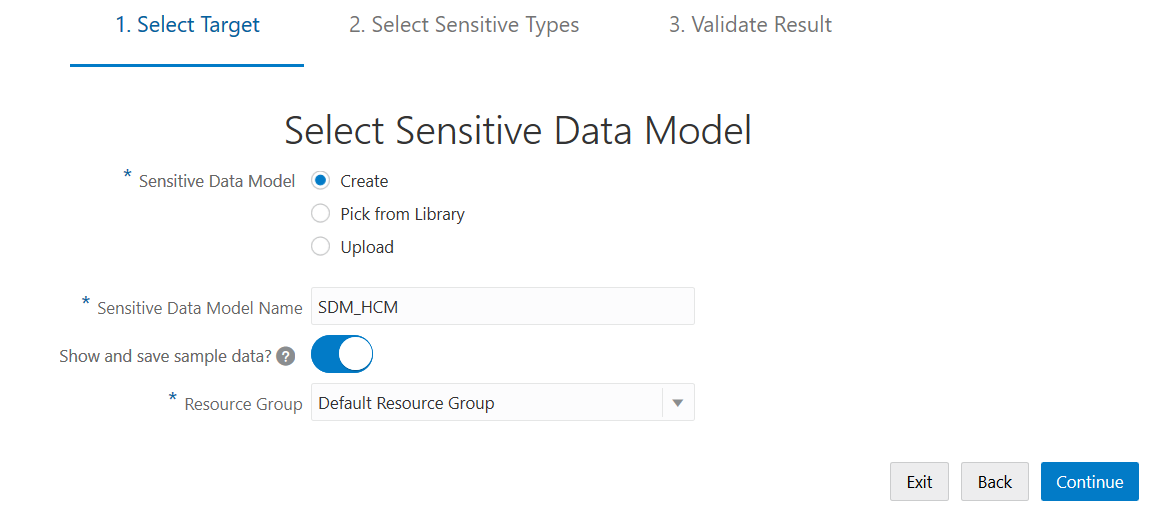 1. Select Target 2. Select Sensitive Types 3. Validate Result
Select Sensitive Data Model
* Sensitive Data Model Create
Pick from Library
Upload
* Sensitive Data Model Name SDM_HCM
Show and save sample data? ?
* Resource Group Default Resource Group
Exit Back Continue